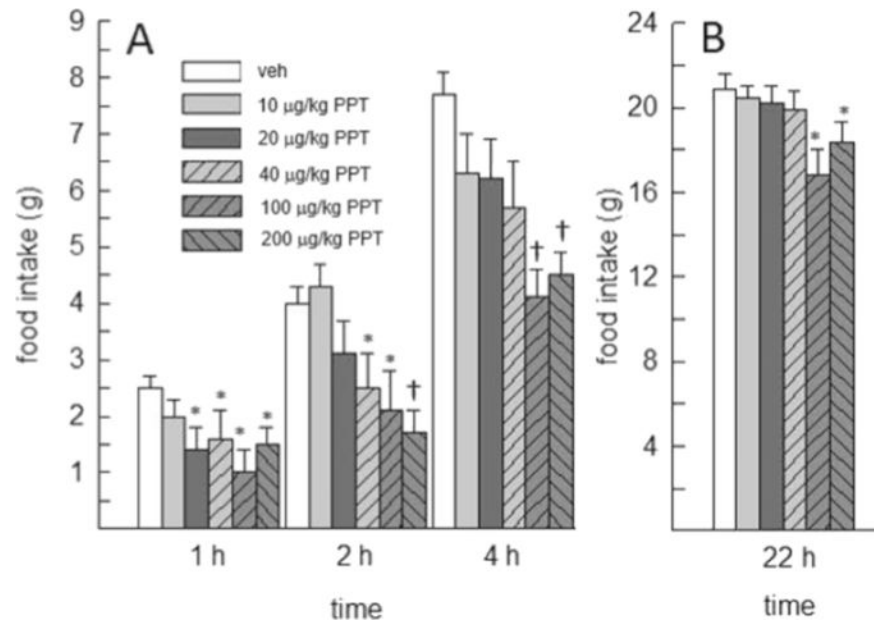 A
B
9
8
7
6
5
4
3
2
1
food intake (g)
veh
10 µg/kg PPT
20 µg/kg PPT
40 µg/kg PPT
100 µg/kg PPT
200 µg/kg PPT
* * * *
* * †
† †
1 h 2 h 4 h
time
24
20
16
12
8
4
food intake (g)
* *
22 h
time